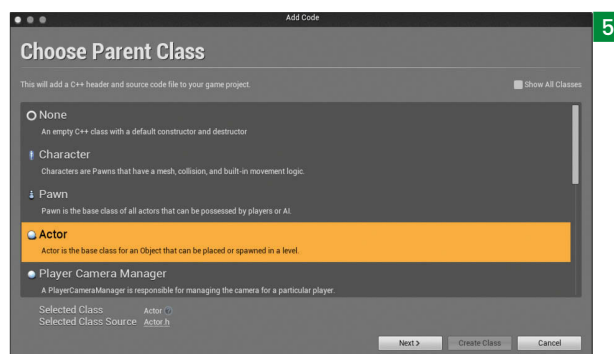 Add Code
5
Choose Parent Class
This will add a C++ header and source code file to your game project.
Show All Classes
None
An empty C++ class with a default constructor and destructor
Character
Characters are Pawns that have a mesh, collision, and built-in movement logic.
Pawn
Pawn is the base class of all actors that can be possessed by players or AI.
Actor
Actor is the base class for an Object that can be placed or spawned in a level.
Player Camera Manager
A PlayerCameraManager is responsible for managing the camera for a particular player.
Selected Class Actor
Selected Class Source Actor.h
Next > Create Class Cancel